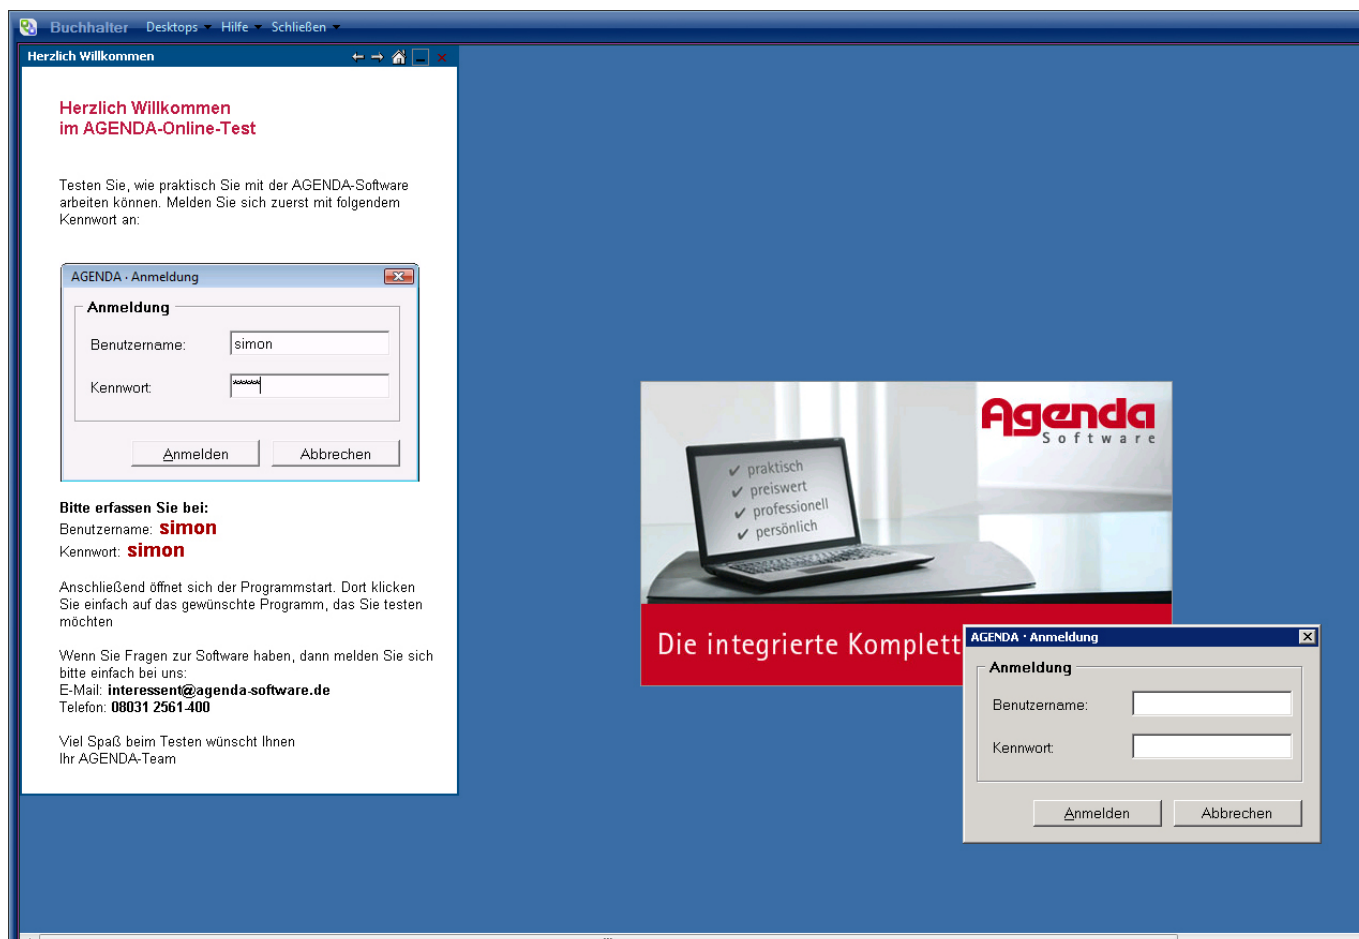 Buchhalter Desktops Hilfe Schließen
Herzlich Willkommen
Herzlich Willkommen
im AGENDA-Online-Test
Testen Sie, wie praktisch Sie mit der AGENDA-Software
arbeiten können. Melden Sie sich zuerst mit folgendem
Kennwort an:
AGENDA · Anmeldung
Anmeldung
Benutzername: simon
Kennwort: *****
Anmelden Abbrechen
Bitte erfassen Sie bei:
Benutzername: simon
Kennwort: simon
Anschließend öffnet sich der Programmstart. Dort klicken
Sie einfach auf das gewünschte Programm, das Sie testen
möchten
Wenn Sie Fragen zur Software haben, dann melden Sie sich
bitte einfach bei uns:
E-Mail: interessent@agenda-software.de
Telefon: 08031 2561-400
Viel Spaß beim Testen wünscht Ihnen
Ihr AGENDA-Team
Agenda
Software
✔ praktisch
✔ preiswert
✔ professionell
✔ persönlich
Die integrierte Komplett
AGENDA · Anmeldung
Anmeldung
Benutzername:
Kennwort:
Anmelden Abbrechen